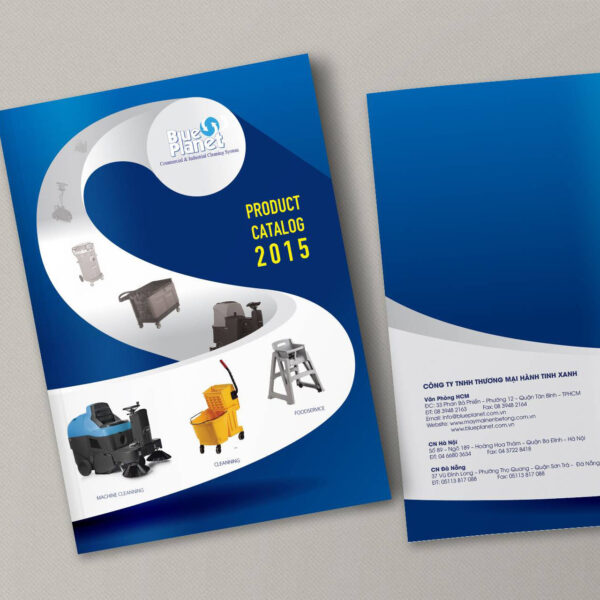 Blue
Planet
Commercial & Industrial Cleaning System
PRODUCT
CATALOG
2015
FOODSERVICE
CLEANNING
MACHINE CLEANNING
CÔNG TY TNHH THƯƠNG MẠI HÀNH TINH XANH
Văn Phòng HCM
ĐC: 33 Phan Bá Phiến - Phường 12 - Quận Tân Bình - TPHCM
ĐT: 08 3948 2163 Fax: 08 3948 2164
Email: info@blueplanet.com.vn
Website: www.maymainenbetong.com.vn
www.blueplanet.com.vn
CN Hà Nội
Số 89 - Ngõ 189 - Hoàng Hoa Thám - Quận Ba Đình - Hà Nội
ĐT: 04 6680 3634 Fax: 04 3722 8418
CN Đà Nẵng
37 Vũ Đình Long - Phường Thọ Quang - Quận Sơn Trà - Đà Nẵng
ĐT: 05113 817 088 Fax: 05113 817 088